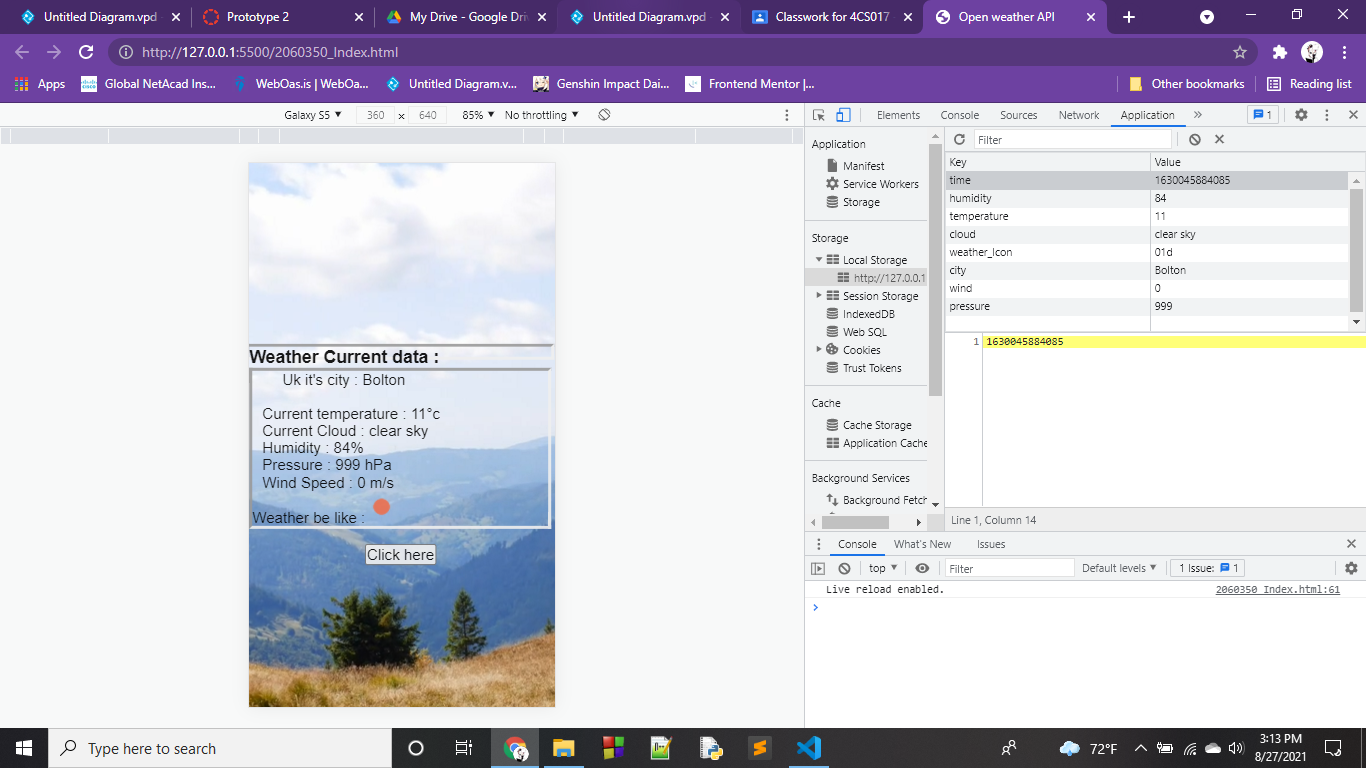 Untitled Diagram.vpd
Prototype 2
My Drive - Google Dri
Untitled Diagram.vpd
Classwork for 4CS017
Open weather API
http://127.0.0.1:5500/2060350_Index.html
Apps
Global NetAcad Ins...
WebOas.is | WebOa...
Untitled Diagram.v...
Genshin Impact Dai...
Frontend Mentor |...
Other bookmarks
Reading list
Galaxy S5 360 x 640 85% No throttling
Elements Console Sources Network Application » 1
Application
Manifest
Service Workers
Storage
Storage
Local Storage
http://127.0.0.1
Session Storage
IndexedDB
Web SQL
Cookies
Trust Tokens
Cache
Cache Storage
Application Cache
Background Services
Background Fetch
Filter
Key Value
time 1630045884085
humidity 84
temperature 11
cloud clear sky
weather_Icon 01d
city Bolton
wind 0
pressure 999
1 1630045884085
Line 1, Column 14
Weather Current data :
Uk it's city : Bolton
Current temperature : 11°c
Current Cloud : clear sky
Humidity : 84%
Pressure : 999 hPa
Wind Speed : 0 m/s
Weather be like :
Click here
Console What's New Issues
top Filter Default levels 1 Issue: 1
Live reload enabled. 2060350_Index.html:61
Type here to search
72°F
3:13 PM
8/27/2021